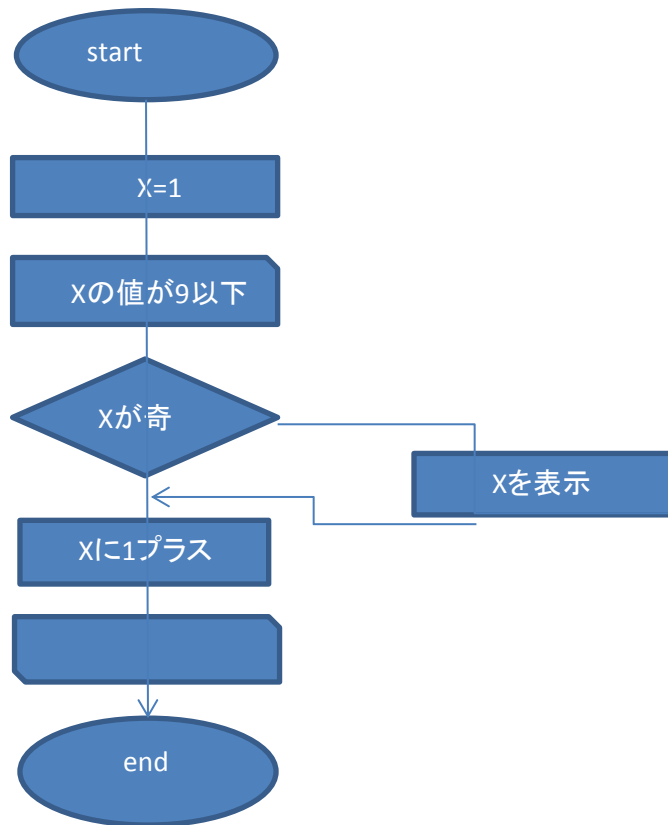 start
X=1
Xの値が9以下
Xが奇
Xを表示
Xに1プラス
end